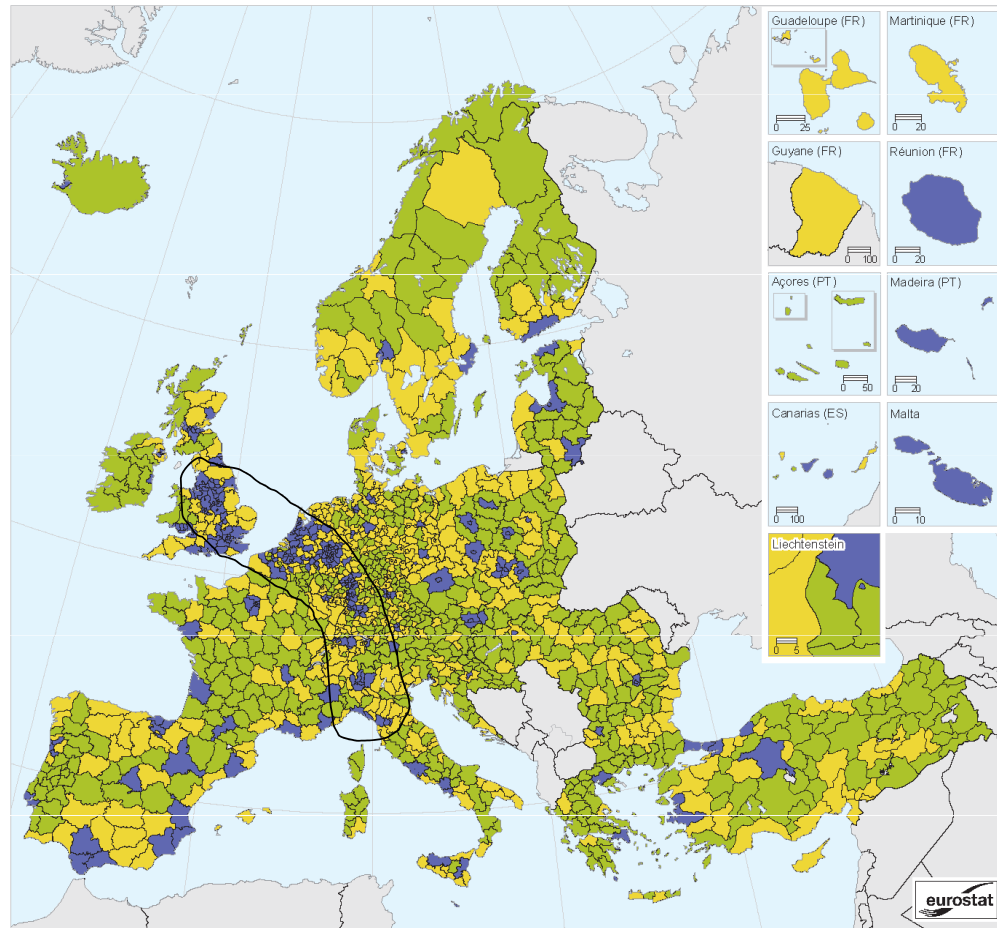 Guadeloupe (FR)
0 25
Martinique (FR)
0 20
Guyane (FR)
0 100
Réunion (FR)
0 20
Açores (PT)
0 50
Madeira (PT)
0 20
Canarias (ES)
0 100
Malta
0 10
Liechtenstein
0 5
eurostat